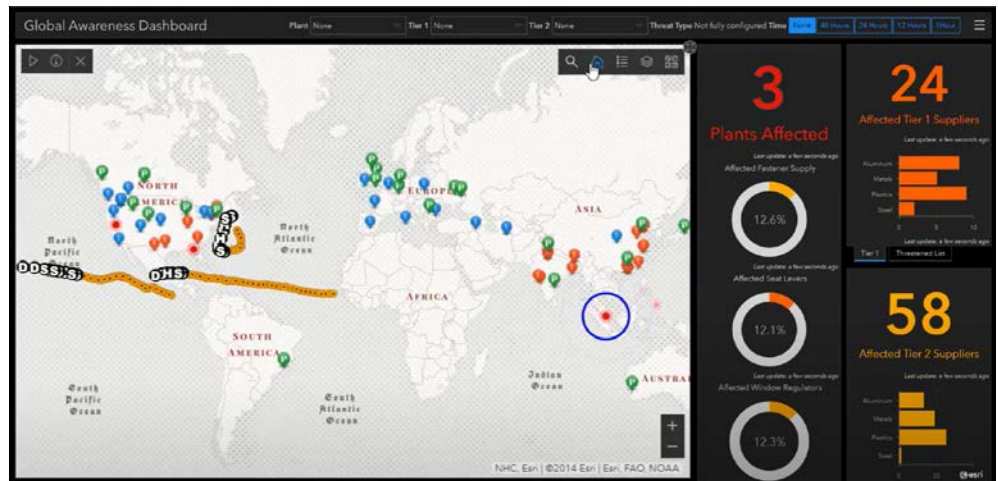 Global Awareness Dashboard
Plant None
Tier 1 None
Tier 2 None
Threat Type Not fully configured Time None 48 Hours 24 Hours 12 Hours 1Hour
NORTH
AMERICA
EUROPE
ASIA
North
Pacific
Ocean
North
Atlantic
Ocean
AFRICA
SOUTH
AMERICA
Indian
Ocean
AUSTRA
South
Pacific
Ocean
South
Atlantic
Ocean
NHC, Esri | ©2014 Esri | Esri, FAO, NOAA
3
Plants Affected
Last update: a few seconds ago
Affected Fastener Supply
12.6%
Last update: a few seconds ago
Affected Seat Levers
12.1%
Last update: a few seconds ago
Affected Window Regulators
12.3%
24
Affected Tier 1 Suppliers
Last update: a few seconds ago
Aluminum
Metals
Plastics
Steel
0 5 10
Last update: a few seconds ago
Tier 1 Threatened List
58
Affected Tier 2 Suppliers
Last update: a few seconds ago
Aluminum
Metals
Plastics
Steel
esri